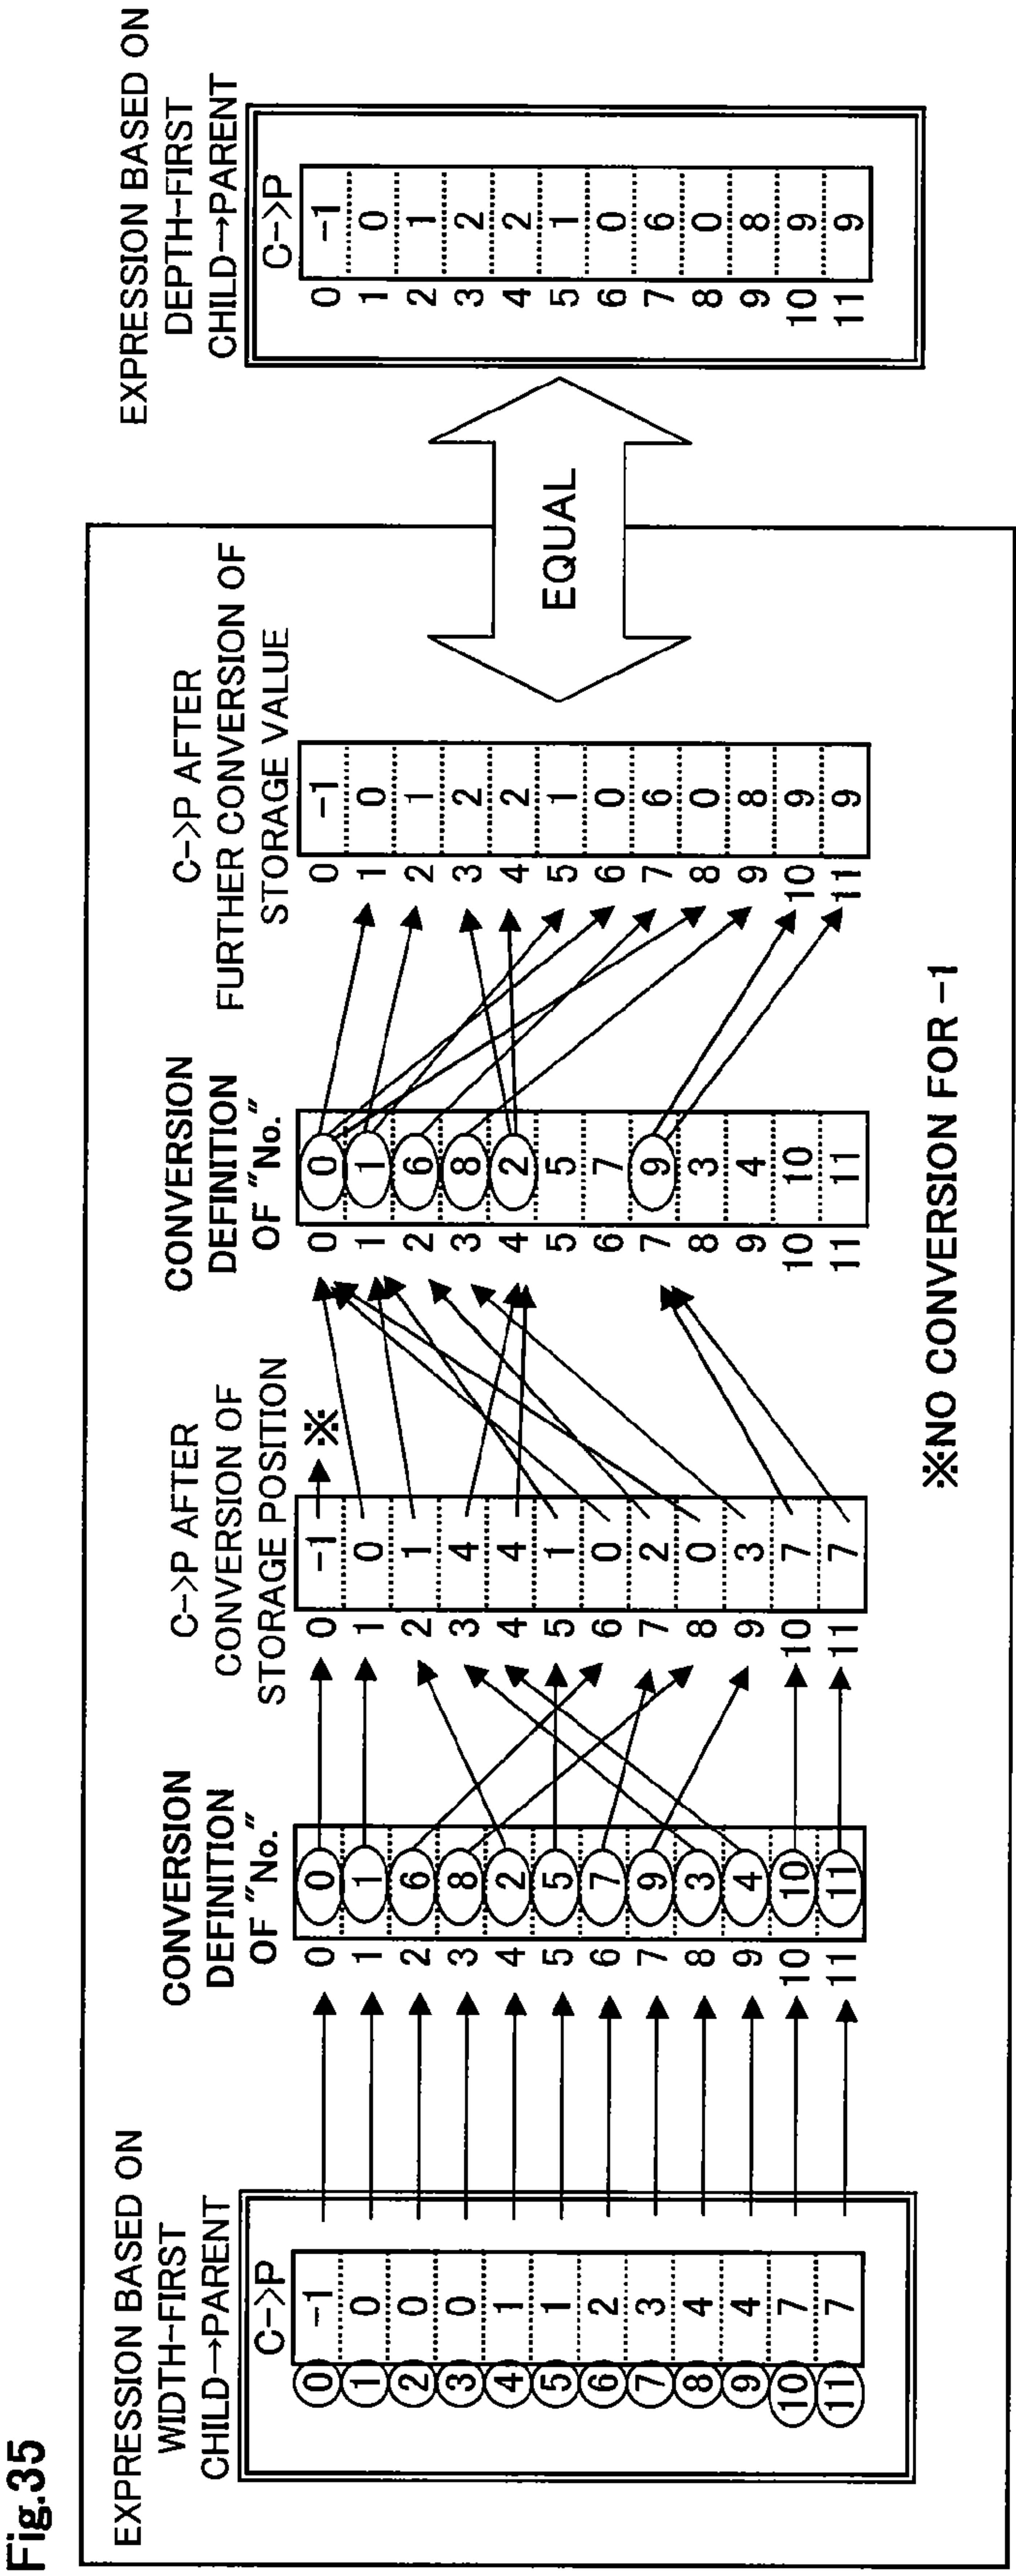 Fig.35
EXPRESSION BASED ON
WIDTH-FIRST
CHILD→PARENT
C->P
0 -1
1 0
2 0
3 0
4 1
5 1
6 2
7 3
8 4
9 4
10 7
11 7
CONVERSION
DEFINITION
OF "No."
0 0
1 1
2 6
3 8
4 2
5 5
6 7
7 9
8 3
9 4
10 10
11 11
C->P AFTER
CONVERSION OF
STORAGE POSITION
0 -1 ※
1 0
2 1
3 4
4 4
5 1
6 0
7 2
8 0
9 3
10 7
11 7
CONVERSION
DEFINITION
OF "No."
0 0
1 1
2 6
3 8
4 2
5 5
6 7
7 9
8 3
9 4
10 10
11 11
C->P AFTER
FURTHER CONVERSION OF
STORAGE VALUE
0 -1
1 0
2 1
3 2
4 2
5 1
6 0
7 6
8 0
9 8
10 9
11 9
※NO CONVERSION FOR -1
EQUAL
EXPRESSION BASED ON
DEPTH-FIRST
CHILD→PARENT
C->P
0 -1
1 0
2 1
3 2
4 2
5 1
6 0
7 6
8 0
9 8
10 9
11 9